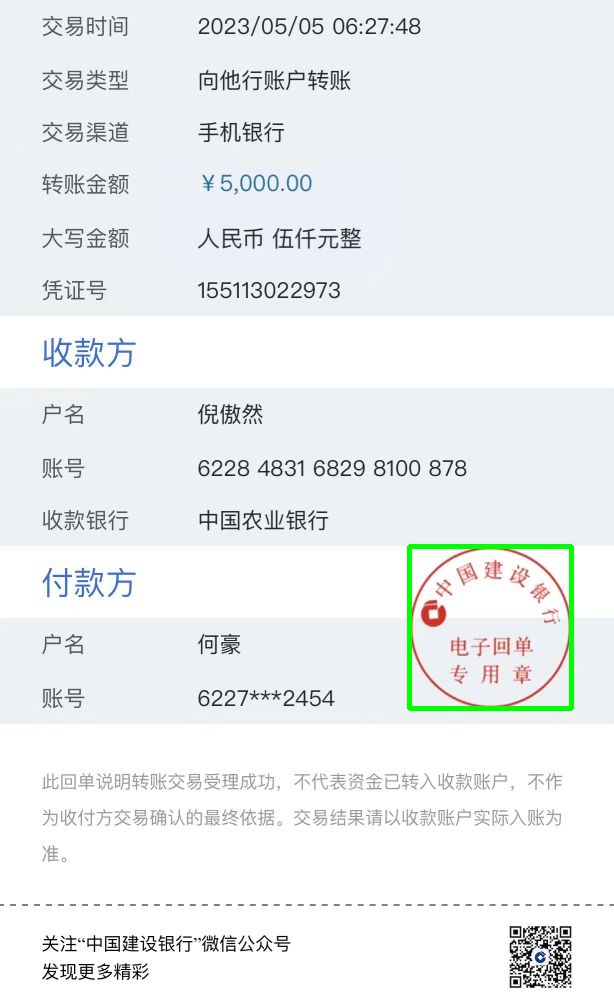 交易时间 2023/05/05 06:27:48
交易类型 向他行账户转账
交易渠道 手机银行
转账金额 ￥5,000.00
大写金额 人民币 伍仟元整
凭证号 155113022973
收款方
户名 倪傲然
账号 6228 4831 6829 8100 878
收款银行 中国农业银行
付款方
中国建设银行
电子回单
专用章
户名 何豪
账号 6227***2454
此回单说明转账交易受理成功，不代表资金已转入收款账户，不作
为收付方交易确认的最终依据。交易结果请以收款账户实际入账为
准。
关注“中国建设银行”微信公众号
发现更多精彩